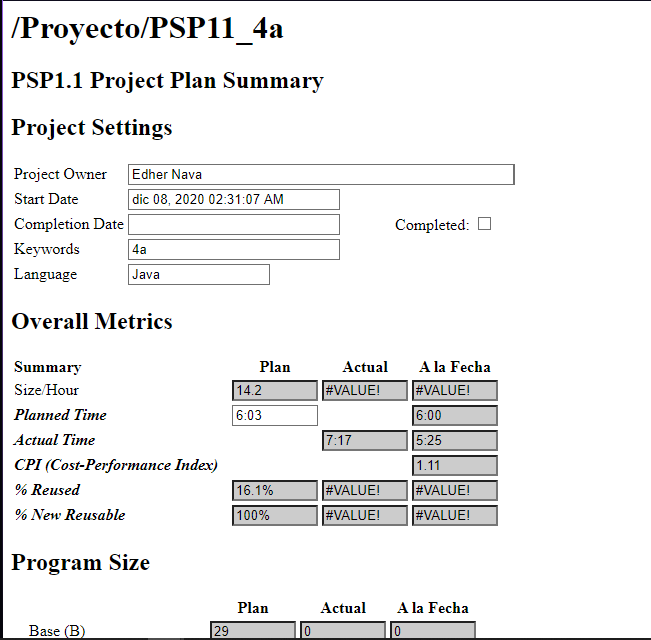 /Proyecto/PSP11_4a
PSP1.1 Project Plan Summary
Project Settings
Project Owner Edher Nava
Start Date dic 08, 2020 02:31:07 AM
Completion Date Completed:
Keywords 4a
Language Java
Overall Metrics
Summary Plan Actual A la Fecha
Size/Hour 14.2 #VALUE! #VALUE!
Planned Time 6:03 6:00
Actual Time 7:17 5:25
CPI (Cost-Performance Index) 1.11
% Reused 16.1% #VALUE! #VALUE!
% New Reusable 100% #VALUE! #VALUE!
Program Size
Plan Actual A la Fecha
Base (B) 29 0 0